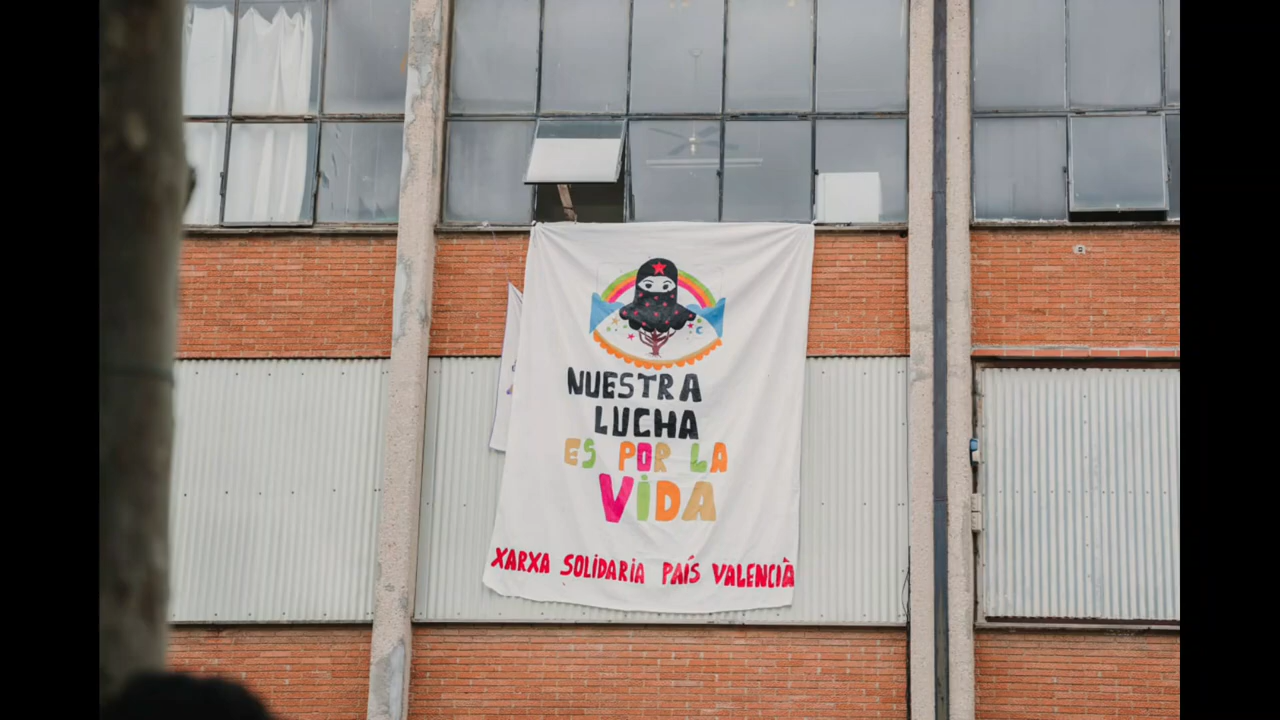 NUESTRA
LUCHA
ES POR LA
ViDA
XARXA SOLiDARiA PAÍS VALENCIÀ